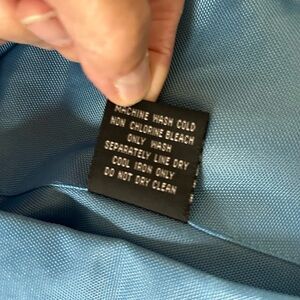 MACHINE WASH COLD
NON CHLORINE BLEACH
ONLY WASH
SEPARATELY LINE DRY
COOL IRON ONLY
DO NOT DRY CLEAN